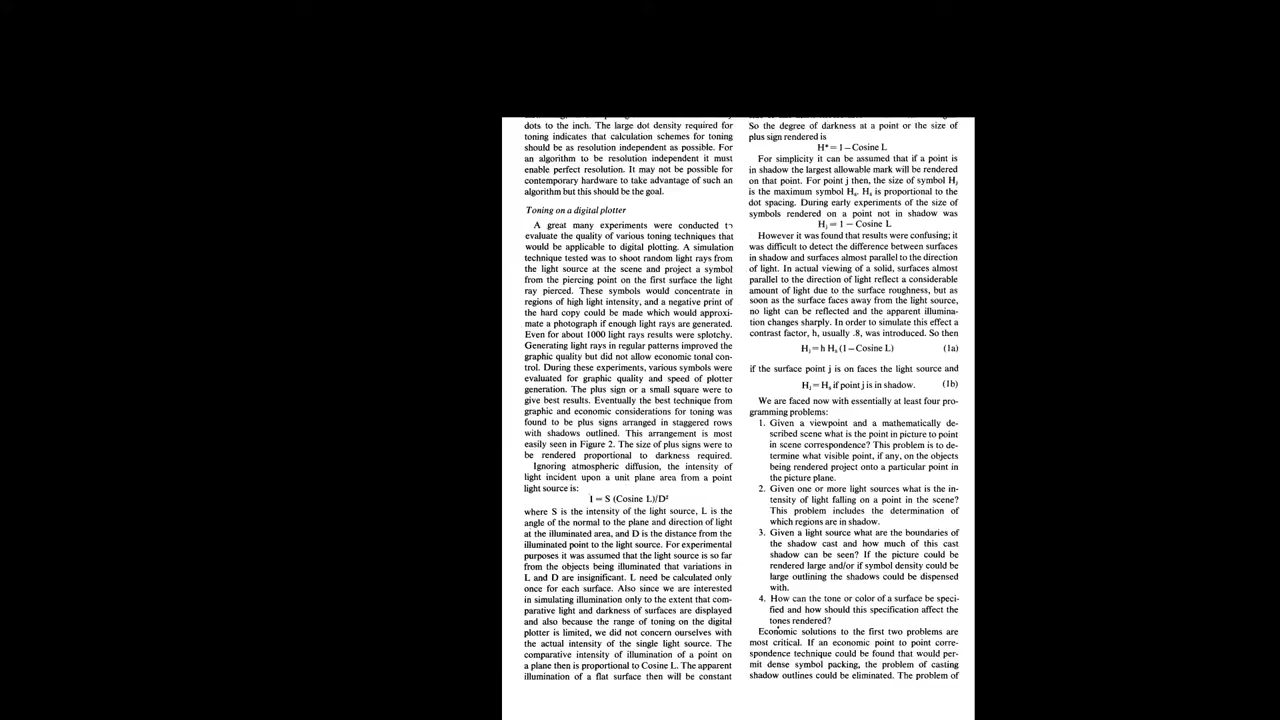 dots to the inch. The large dot density required for
toning indicates that calculation schemes for toning
should be as resolution independent as possible. For
an algorithm to be resolution independent it must
enable perfect resolution. It may not be possible for
contemporary hardware to take advantage of such an
algorithm but this should be the goal.
Toning on a digital plotter
A great many experiments were conducted to
evaluate the quality of various toning techniques that
would be applicable to digital plotting. A simulation
technique tested was to shoot random light rays from
the light source at the scene and project a symbol
from the piercing point on the first surface the light
ray pierced. These symbols would concentrate in
regions of high light intensity, and a negative print of
the hard copy could be made which would approxi-
mate a photograph if enough light rays are generated.
Even for about 1000 light rays results were splotchy.
Generating light rays in regular patterns improved the
graphic quality but did not allow economic tonal con-
trol. During these experiments, various symbols were
evaluated for graphic quality and speed of plotter
generation. The plus sign or a small square were to
give best results. Eventually the best technique from
graphic and economic considerations for toning was
found to be plus signs arranged in staggered rows
with shadows outlined. This arrangement is most
easily seen in Figure 2. The size of plus signs were to
be rendered proportional to darkness required.
Ignoring atmospheric diffusion, the intensity of
light incident upon a unit plane area from a point
light source is:
I = S (Cosine L)/D²
where S is the intensity of the light source, L is the
angle of the normal to the plane and direction of light
at the illuminated area, and D is the distance from the
illuminated point to the light source. For experimental
purposes it was assumed that the light source is so far
from the objects being illuminated that variations in
L and D are insignificant. L need be calculated only
once for each surface. Also since we are interested
in simulating illumination only to the extent that com-
parative light and darkness of surfaces are displayed
and also because the range of toning on the digital
plotter is limited, we did not concern ourselves with
the actual intensity of the single light source. The
comparative intensity of illumination of a point on
a plane then is proportional to Cosine L. The apparent
illumination of a flat surface then will be constant
So the degree of darkness at a point or the size of
plus sign rendered is
H* = 1 – Cosine L
For simplicity it can be assumed that if a point is
in shadow the largest allowable mark will be rendered
on that point. For point j then, the size of symbol Hj
is the maximum symbol Hs. Hs is proportional to the
dot spacing. During early experiments of the size of
symbols rendered on a point not in shadow was
Hj = 1 – Cosine L
However it was found that results were confusing; it
was difficult to detect the difference between surfaces
in shadow and surfaces almost parallel to the direction
of light. In actual viewing of a solid, surfaces almost
parallel to the direction of light reflect a considerable
amount of light due to the surface roughness, but as
soon as the surface faces away from the light source,
no light can be reflected and the apparent illumina-
tion changes sharply. In order to simulate this effect a
contrast factor, h, usually .8, was introduced. So then
Hj = h Hs (1 – Cosine L) (1a)
if the surface point j is on faces the light source and
Hj = Hs if point j is in shadow. (1b)
We are faced now with essentially at least four pro-
gramming problems:
1. Given a viewpoint and a mathematically de-
scribed scene what is the point in picture to point
in scene correspondence? This problem is to de-
termine what visible point, if any, on the objects
being rendered project onto a particular point in
the picture plane.
2. Given one or more light sources what is the in-
tensity of light falling on a point in the scene?
This problem includes the determination of
which regions are in shadow.
3. Given a light source what are the boundaries of
the shadow cast and how much of this cast
shadow can be seen? If the picture could be
rendered large and/or if symbol density could be
large outlining the shadows could be dispensed
with.
4. How can the tone or color of a surface be speci-
fied and how should this specification affect the
tones rendered?
Economic solutions to the first two problems are
most critical. If an economic point to point corre-
spondence technique could be found that would per-
mit dense symbol packing, the problem of casting
shadow outlines could be eliminated. The problem of